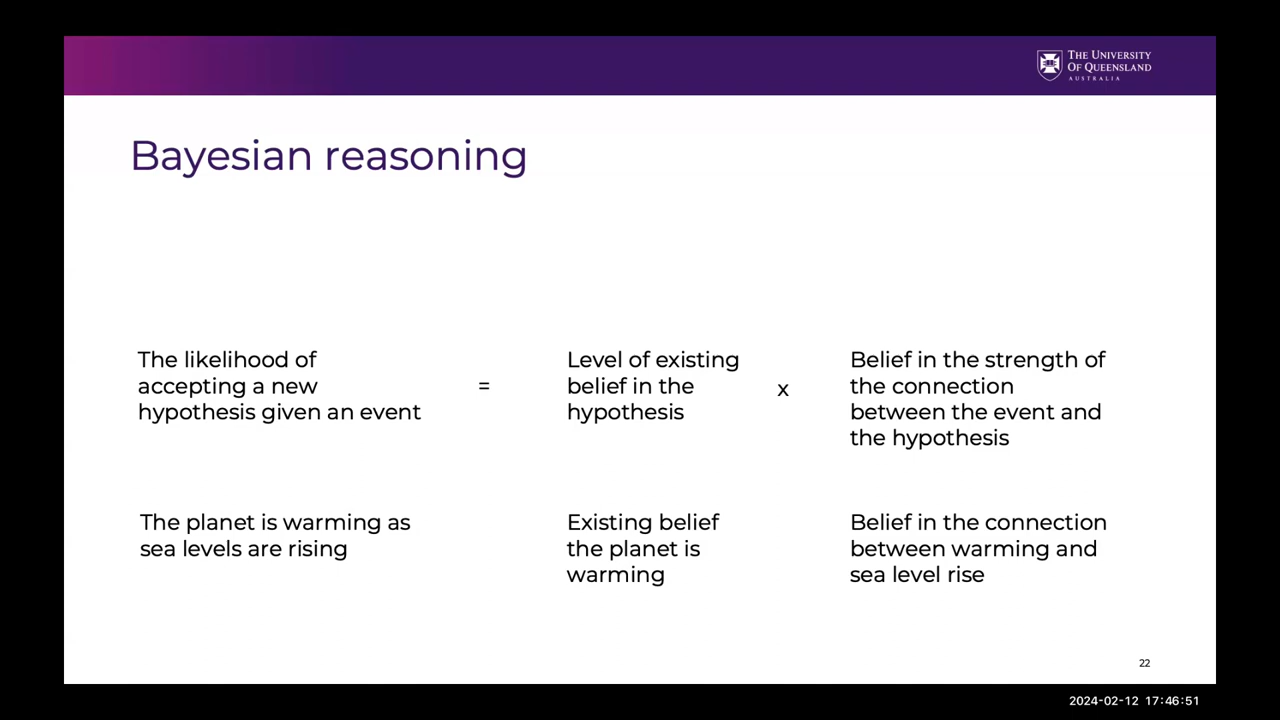 THE UNIVERSITY
OF QUEENSLAND
AUSTRALIA
Bayesian reasoning
The likelihood of
accepting a new
hypothesis given an event
=
Level of existing
belief in the
hypothesis
x
Belief in the strength of
the connection
between the event and
the hypothesis
The planet is warming as
sea levels are rising
Existing belief
the planet is
warming
Belief in the connection
between warming and
sea level rise
22
2024-02-12 17:46:51